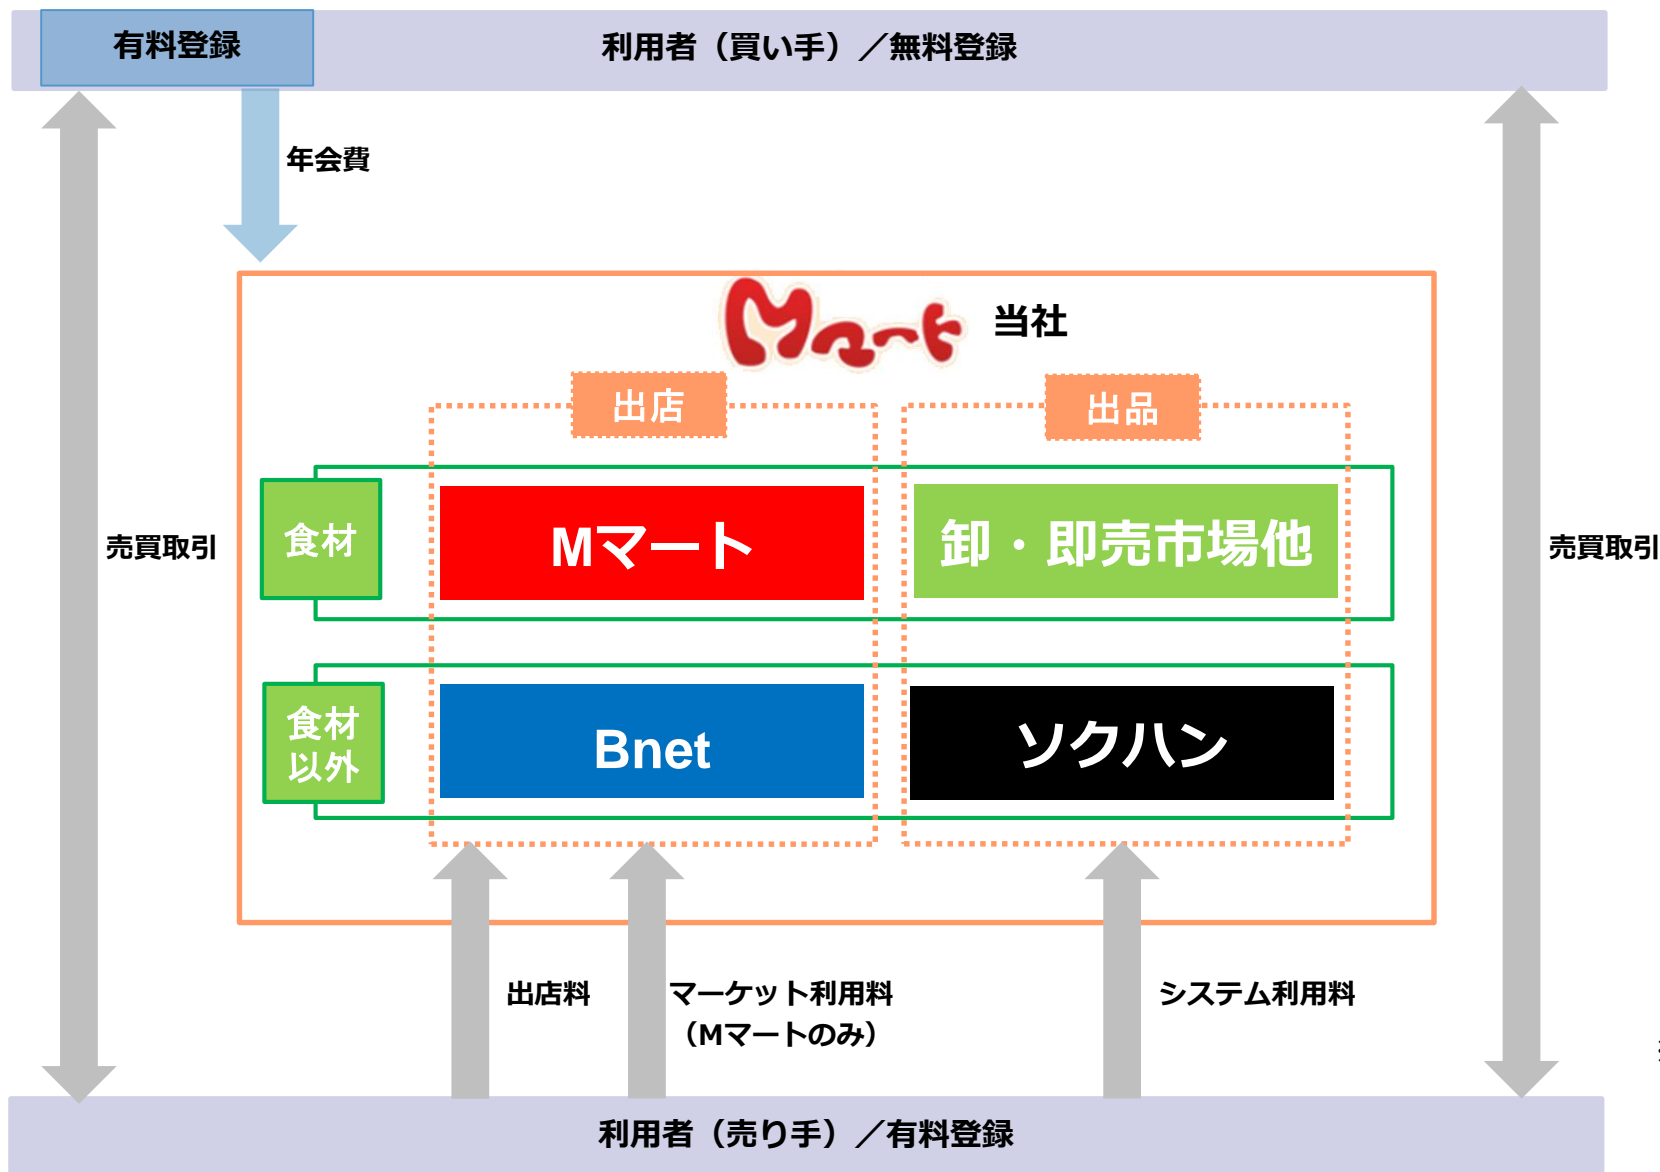 有料登録
利用者（買い手）／無料登録
年会費
Mマート 当社
出店
出品
食材
Mマート
卸・即売市場他
売買取引
売買取引
食材
以外
Bnet
ソクハン
出店料
マーケット利用料
（Mマートのみ）
システム利用料
利用者（売り手）／有料登録